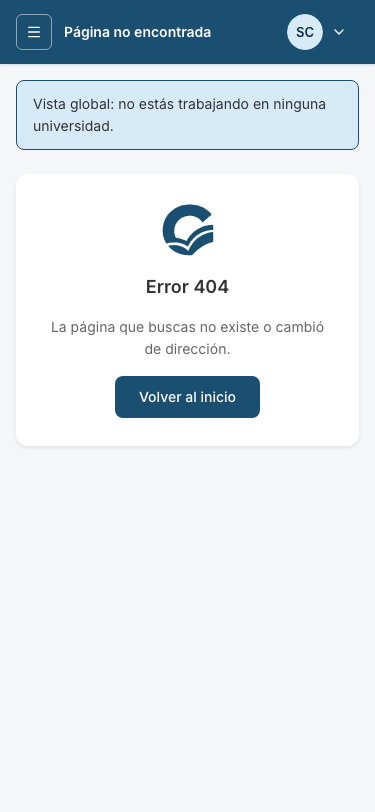 Página no encontrada
SC
Vista global: no estás trabajando en ninguna
universidad.
Error 404
La página que buscas no existe o cambió
de dirección.
Volver al inicio